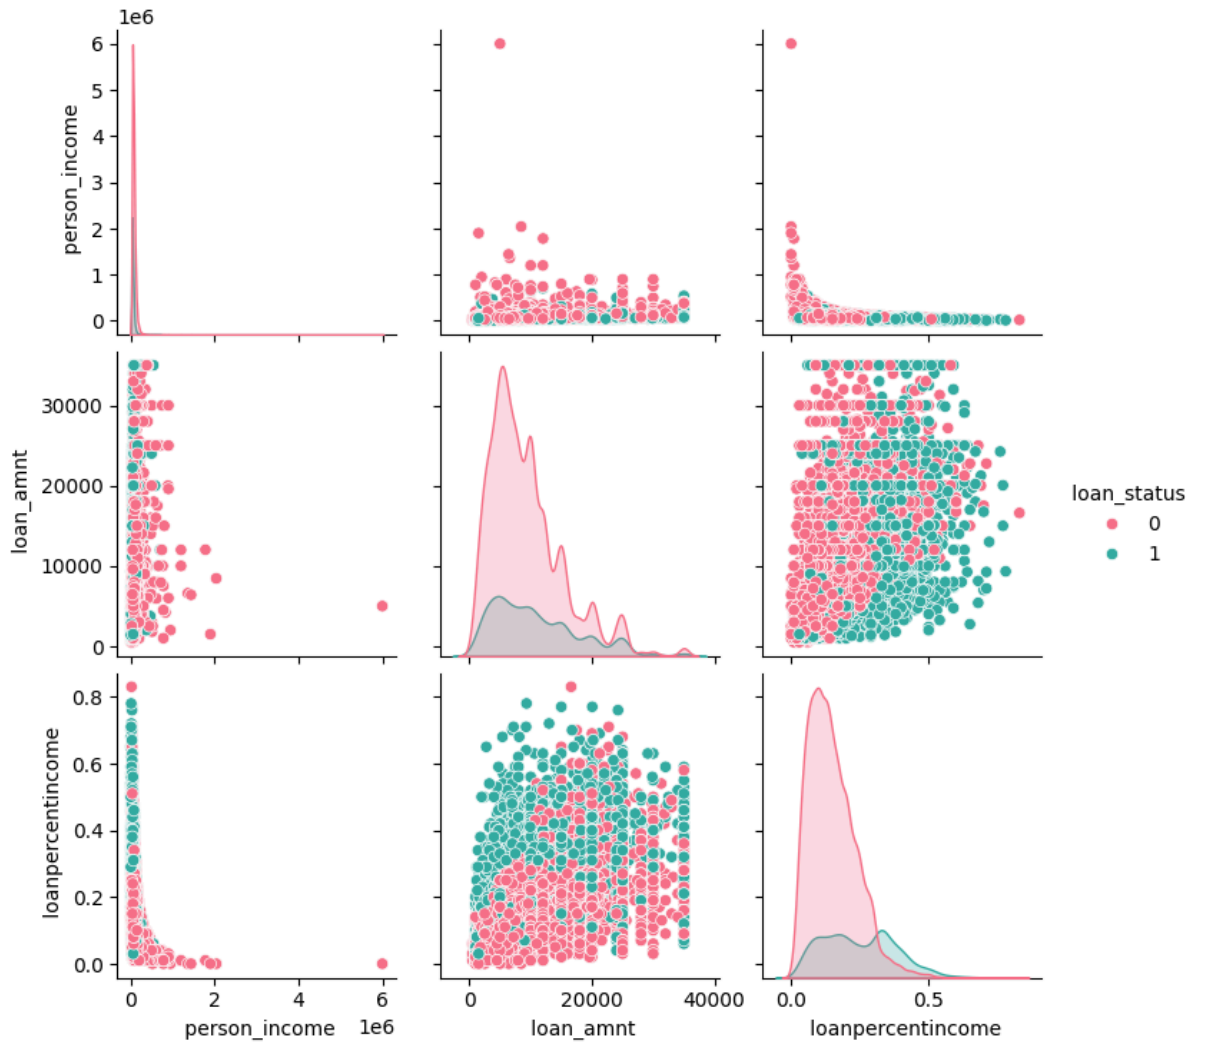 1e6
6
5
4
3
2
1
0
person_income
30000
20000
10000
0
loan_amnt
loan_status
0
1
0.8
0.6
0.4
0.2
0.0
loanpercentincome
0 2 4 6
0 20000 40000
0.0 0.5
person_income 1e6
loan_amnt
loanpercentincome